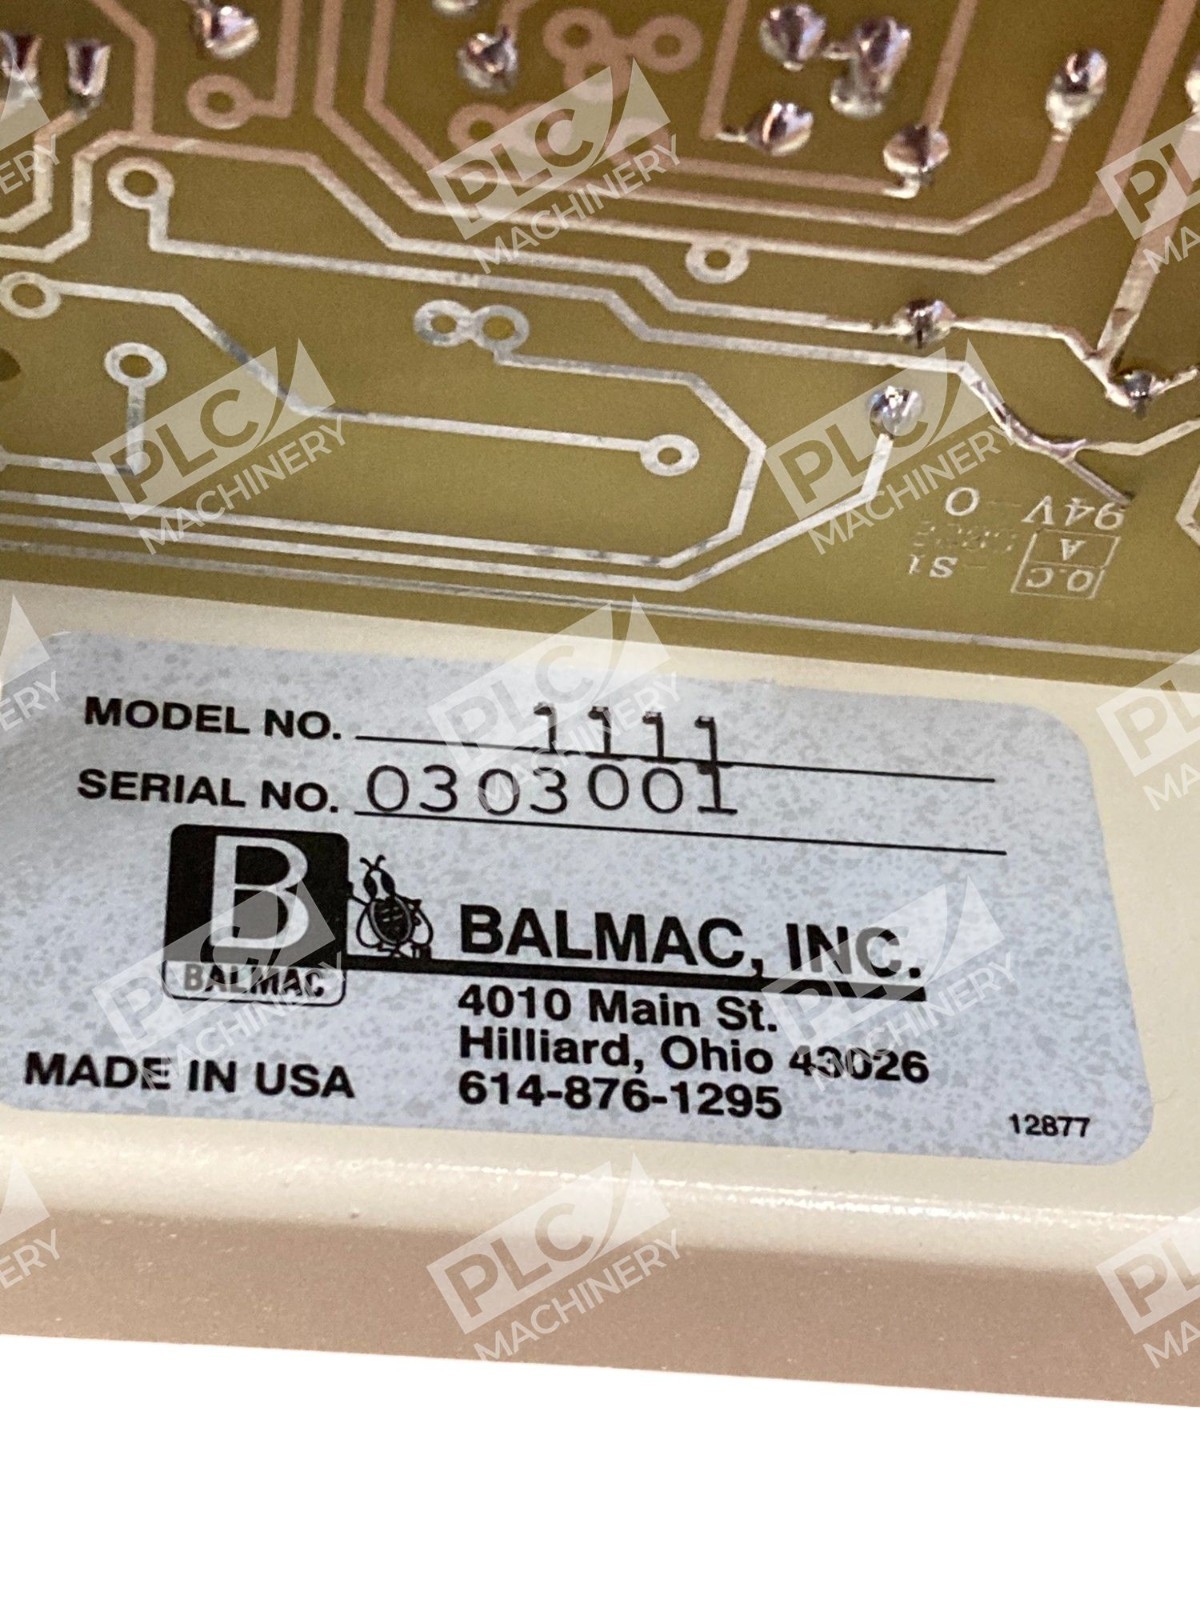 94V-0
S1
Q.C
A
MODEL NO. 1111
SERIAL NO. 0303001
B
BALMAC
BALMAC, INC.
4010 Main St.
Hilliard, Ohio 43026
614-876-1295
MADE IN USA
12877
PLC MACHINERY